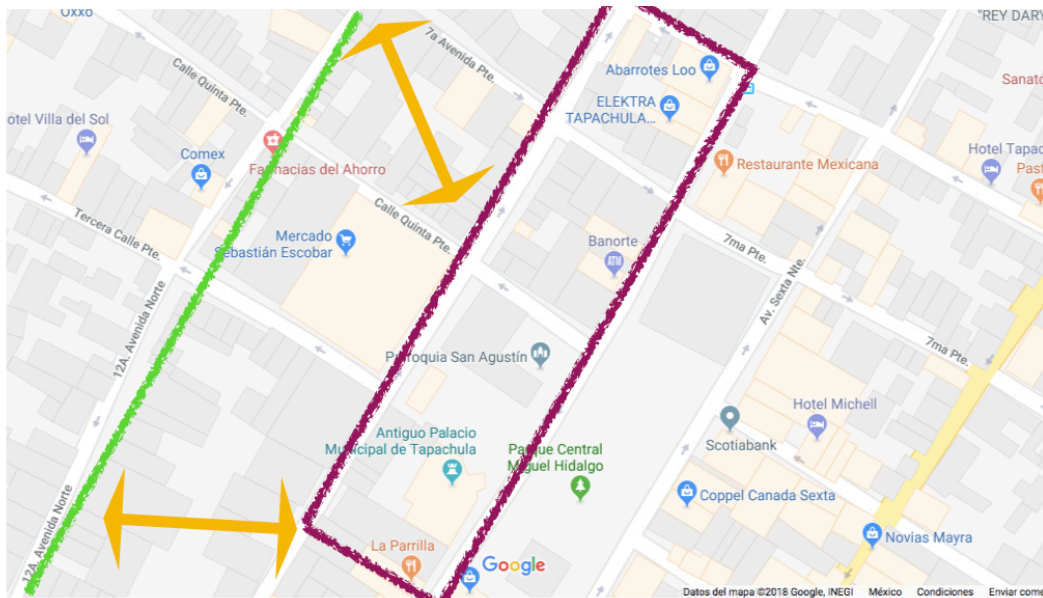 Oxxo
"REY DARY
7a Avenida Pte.
Calle Quinta Pte.
Abarrotes Loo
ELEKTRA
TAPACHULA...
Sanato
otel Villa del Sol
Comex
Farmacias del Ahorro
Restaurante Mexicana
Hotel Tapac
Past
Tercera Calle Pte.
Calle Quinta Pte.
Mercado
Sebastián Escobar
Banorte
ATM
7ma Pte.
Av. Sexta Nte.
12A. Avenida Norte
Parroquia San Agustín
7ma Pte.
Hotel Michell
Antiguo Palacio
Municipal de Tapachula
Parque Central
Miguel Hidalgo
Scotiabank
Coppel Canada Sexta
12A. Avenida Norte
La Parrilla
Novias Mayra
Google
Datos del mapa ©2018 Google, INEGI México Condiciones Enviar come